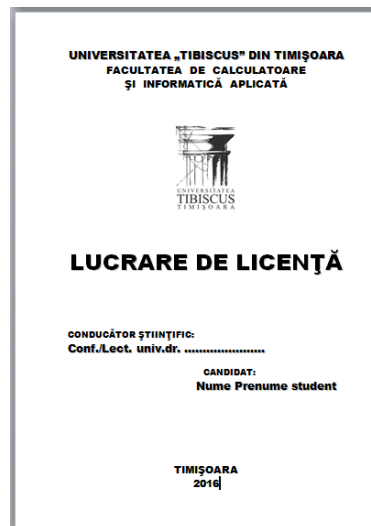 UNIVERSITATEA „TIBISCUS” DIN TIMIŞOARA
FACULTATEA DE CALCULATOARE
ŞI INFORMATICĂ APLICATĂ
UNIVERSITATEA
TIBISCUS
TIMIŞOARA
LUCRARE DE LICENŢĂ
CONDUCĂTOR ŞTIINŢIFIC:
Conf./Lect. univ.dr. ......................
CANDIDAT:
Nume Prenume student
TIMIŞOARA
2016